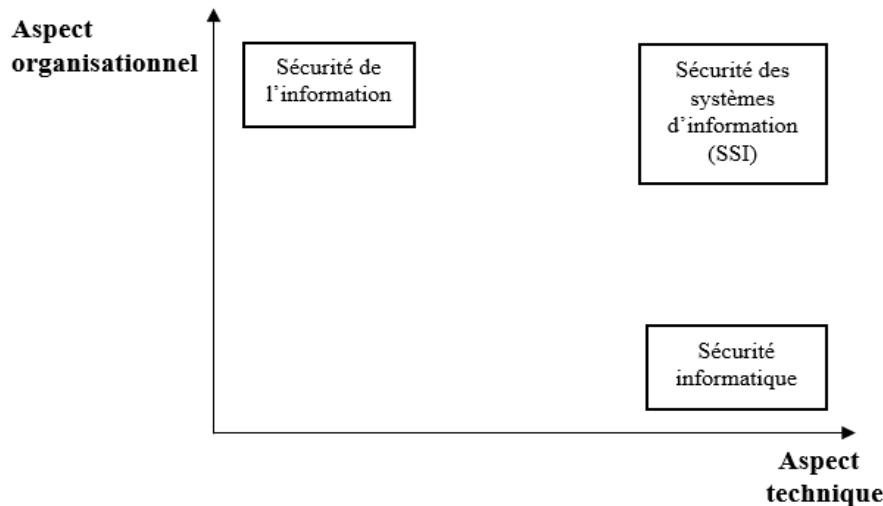 Aspect
organisationnel
Sécurité de
l’information
Sécurité des
systèmes
d’information
(SSI)
Sécurité
informatique
Aspect
technique